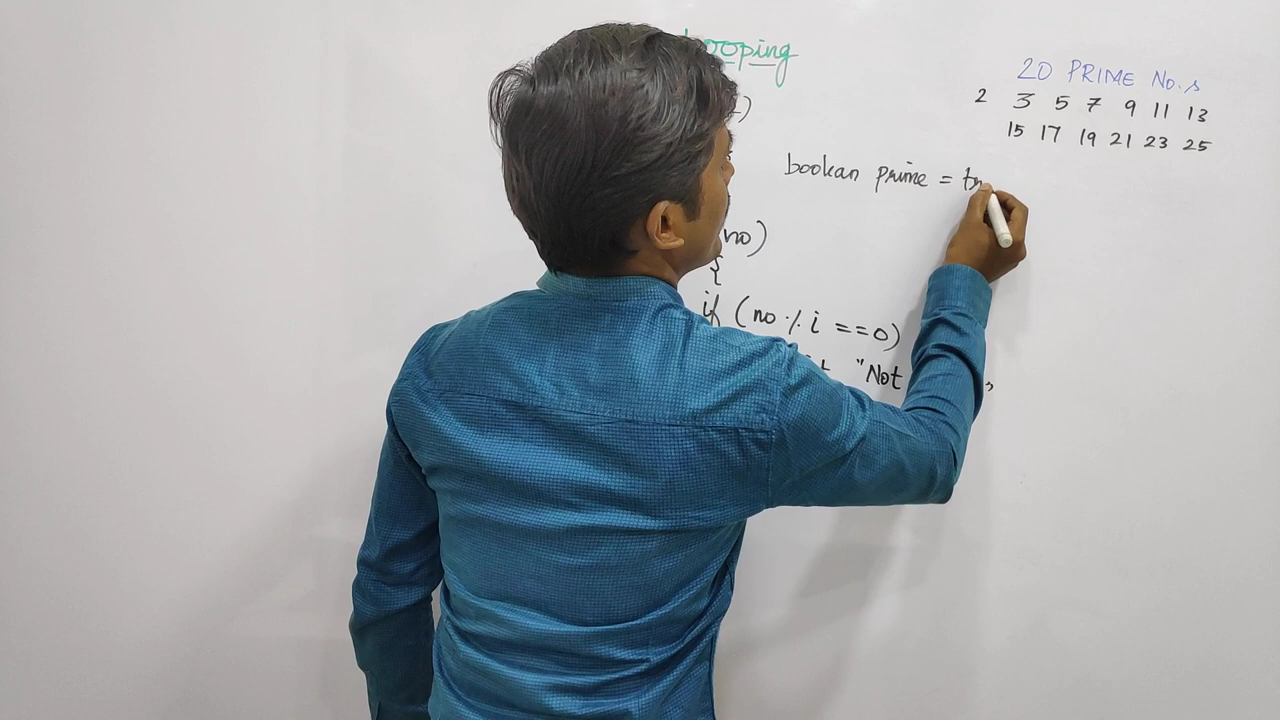 ooping
20 PRIME No.s
2 3 5 7 9 11 13
15 17 19 21 23 25
boolean prime = tr
no)
{
if (no % i == 0)
"Not "